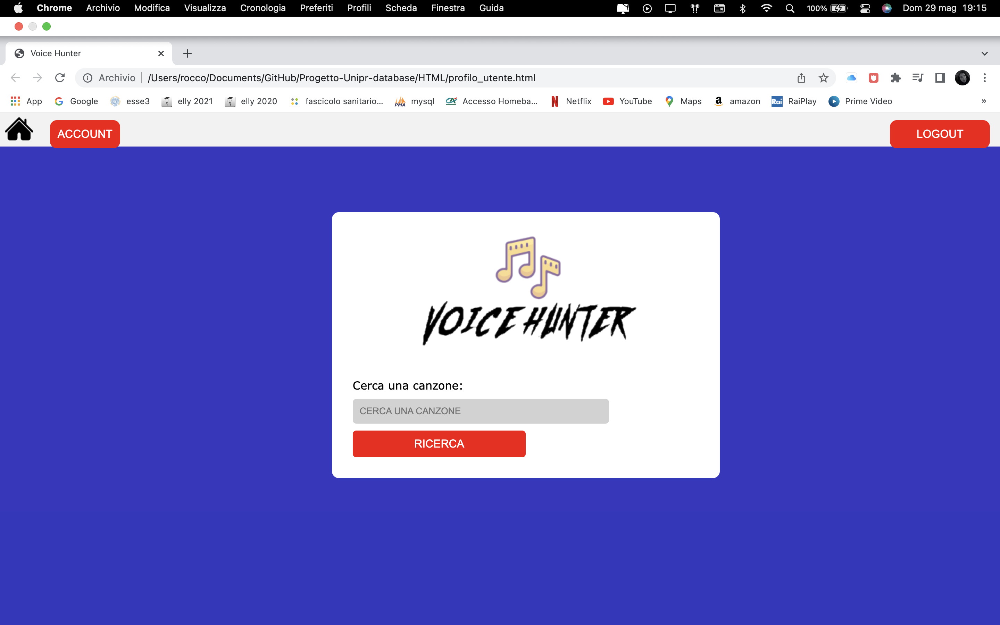 Chrome Archivio Modifica Visualizza Cronologia Preferiti Profili Scheda Finestra Guida 100% Dom 29 mag 19:15
Voice Hunter
Archivio /Users/rocco/Documents/GitHub/Progetto-Unipr-database/HTML/profilo_utente.html
App Google esse3 elly 2021 elly 2020 fascicolo sanitario... PMA mysql Accesso Homeba... Netflix YouTube Maps amazon Rai RaiPlay Prime Video »
ACCOUNT LOGOUT
VOICE HUNTER
Cerca una canzone:
CERCA UNA CANZONE
RICERCA